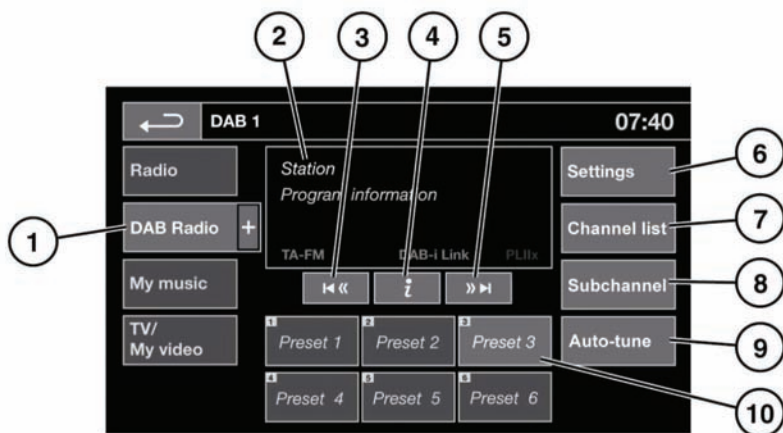 2 3 4 5
DAB 1 07:40
Radio
Station
Settings
6
Program information
1
DAB Radio +
Channel list
7
TA-FM DAB-i Link PLIIx
My music
i
Subchannel
8
TV/
My video
1 Preset 1 2 Preset 2 3 Preset 3
Auto-tune
9
4 Preset 4 5 Preset 5 6 Preset 6
10